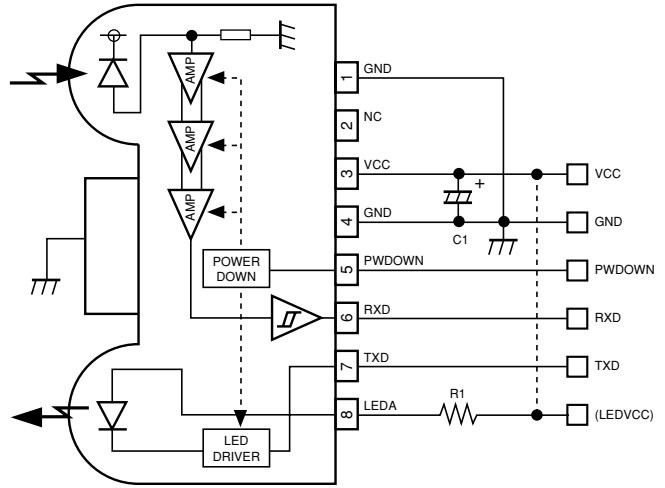 AMP
AMP
AMP
POWER
DOWN
LED
DRIVER
1 GND
2 NC
3 VCC
4 GND
5 PWDOWN
6 RXD
7 TXD
8 LEDA
+
C1
R1
VCC
GND
PWDOWN
RXD
TXD
(LEDVCC)